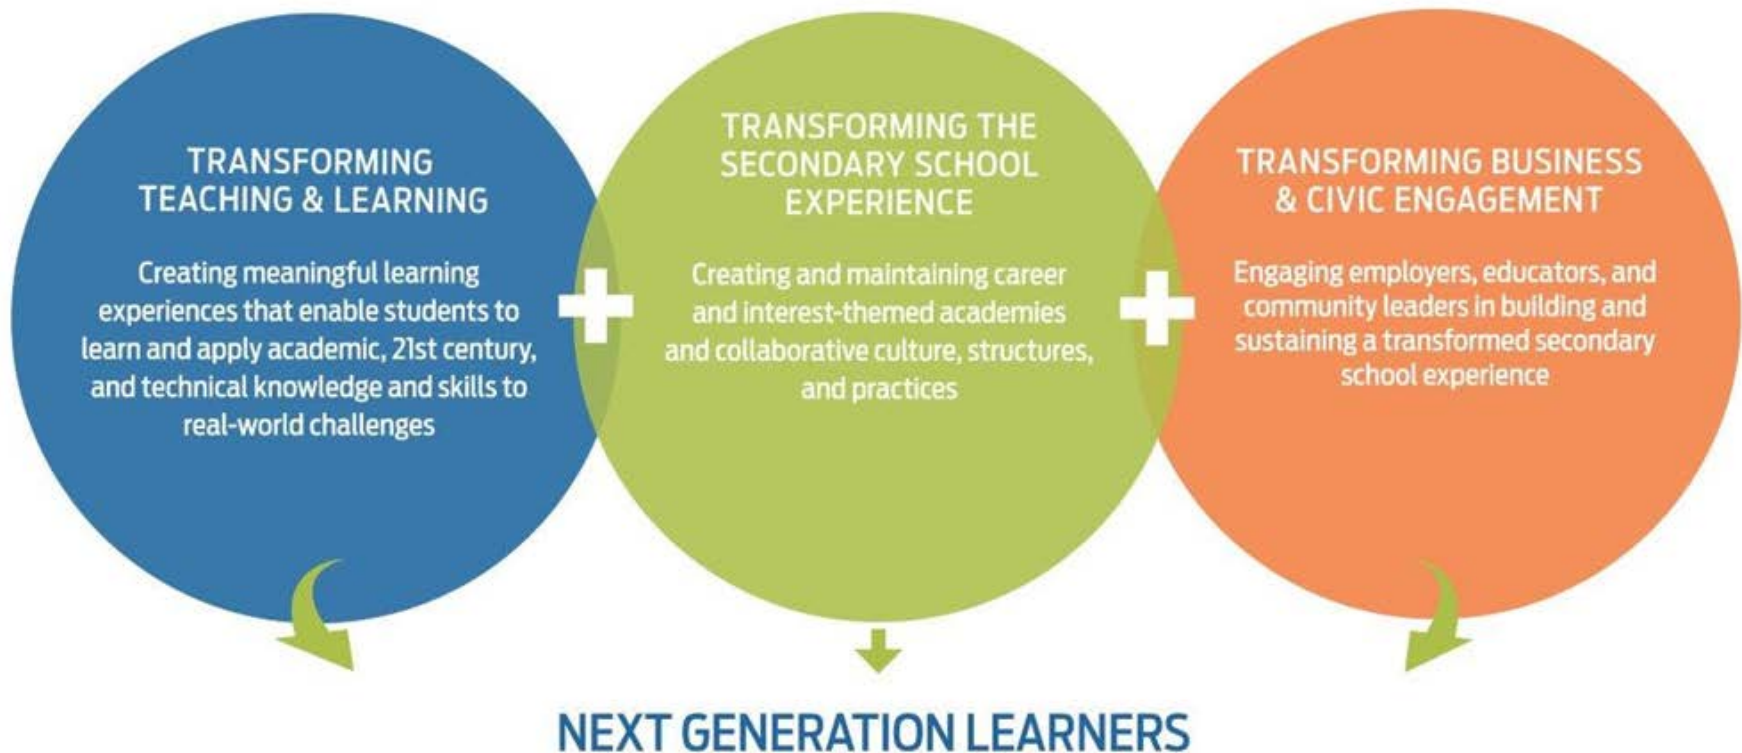 TRANSFORMING
TEACHING & LEARNING
Creating meaningful learning
experiences that enable students to
learn and apply academic, 21st century,
and technical knowledge and skills to
real-world challenges
TRANSFORMING THE
SECONDARY SCHOOL
EXPERIENCE
Creating and maintaining career
and interest-themed academies
and collaborative culture, structures,
and practices
TRANSFORMING BUSINESS
& CIVIC ENGAGEMENT
Engaging employers, educators, and
community leaders in building and
sustaining a transformed secondary
school experience
NEXT GENERATION LEARNERS